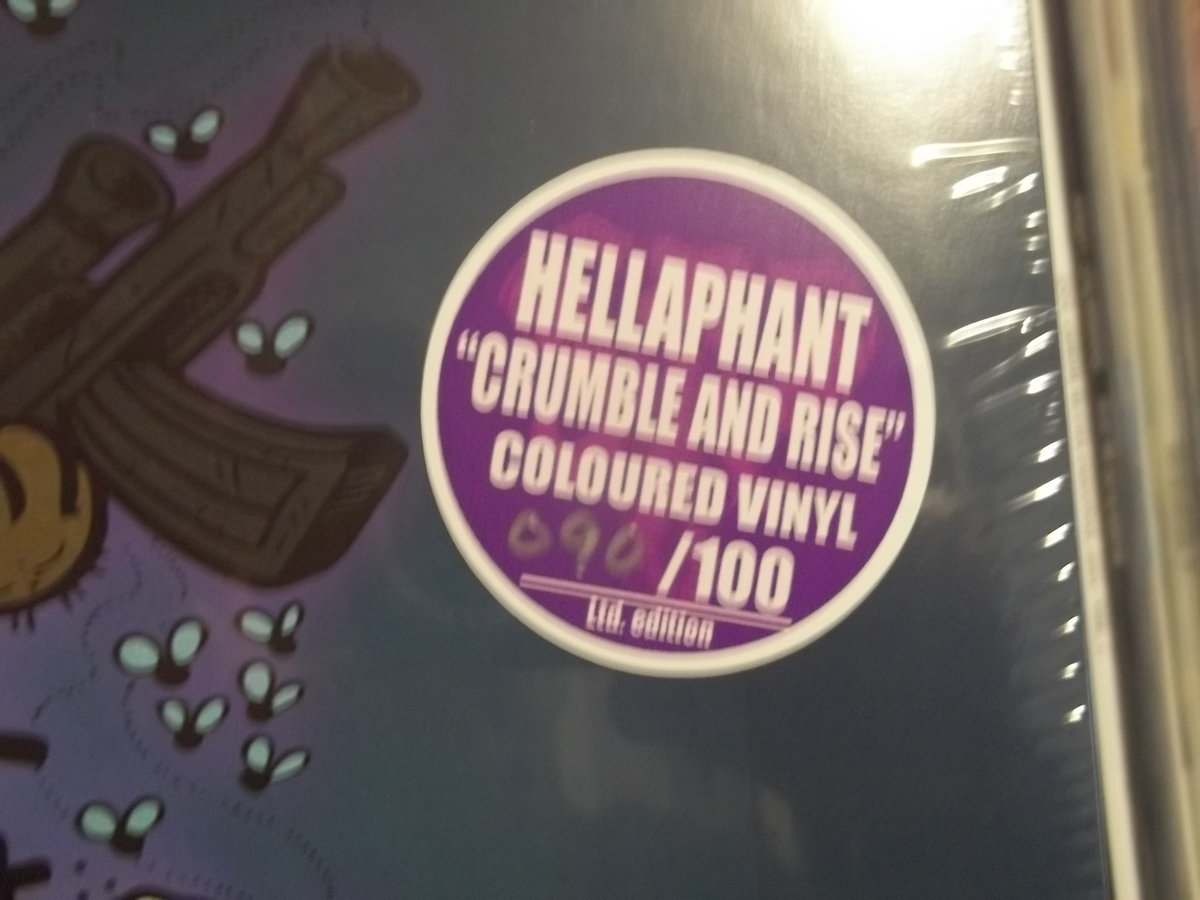 HELLAPHANT
“CRUMBLE AND RISE”
COLOURED VINYL
090 /100
Ltd. edition